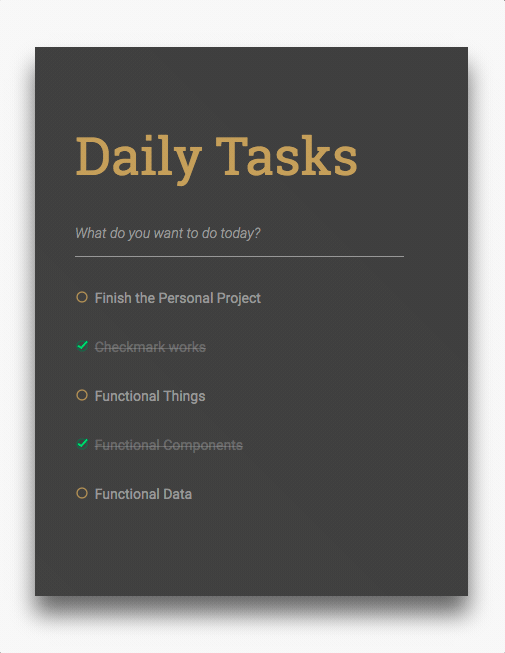 Daily Tasks
What do you want to do today?
Finish the Personal Project
Checkmark works
Functional Things
Functional Components
Functional Data